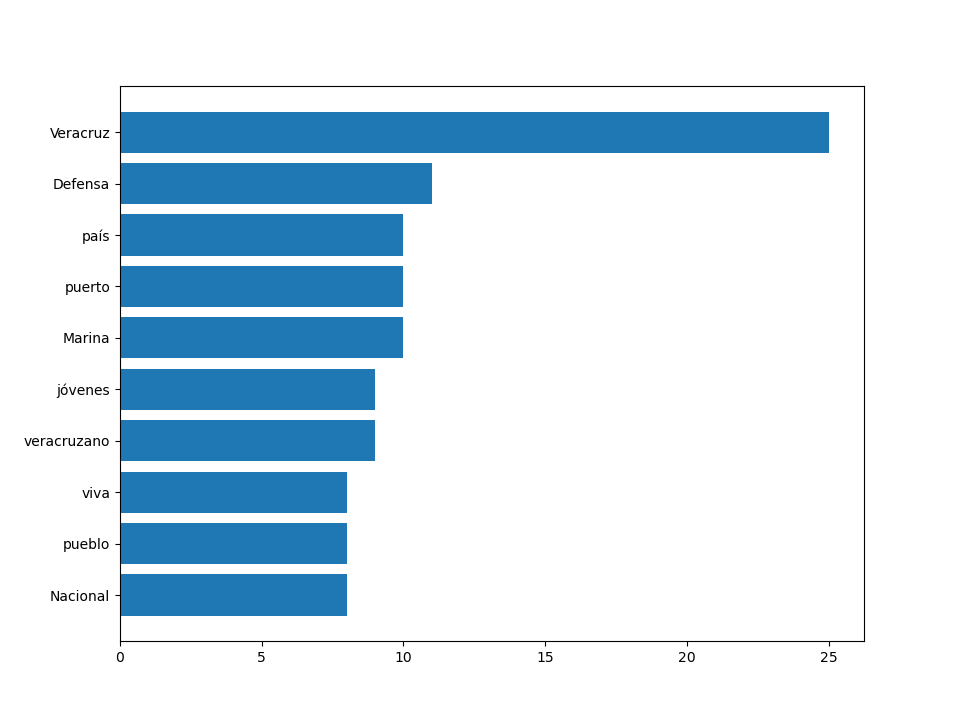 Veracruz
Defensa
país
puerto
Marina
jóvenes
veracruzano
viva
pueblo
Nacional
0 5 10 15 20 25